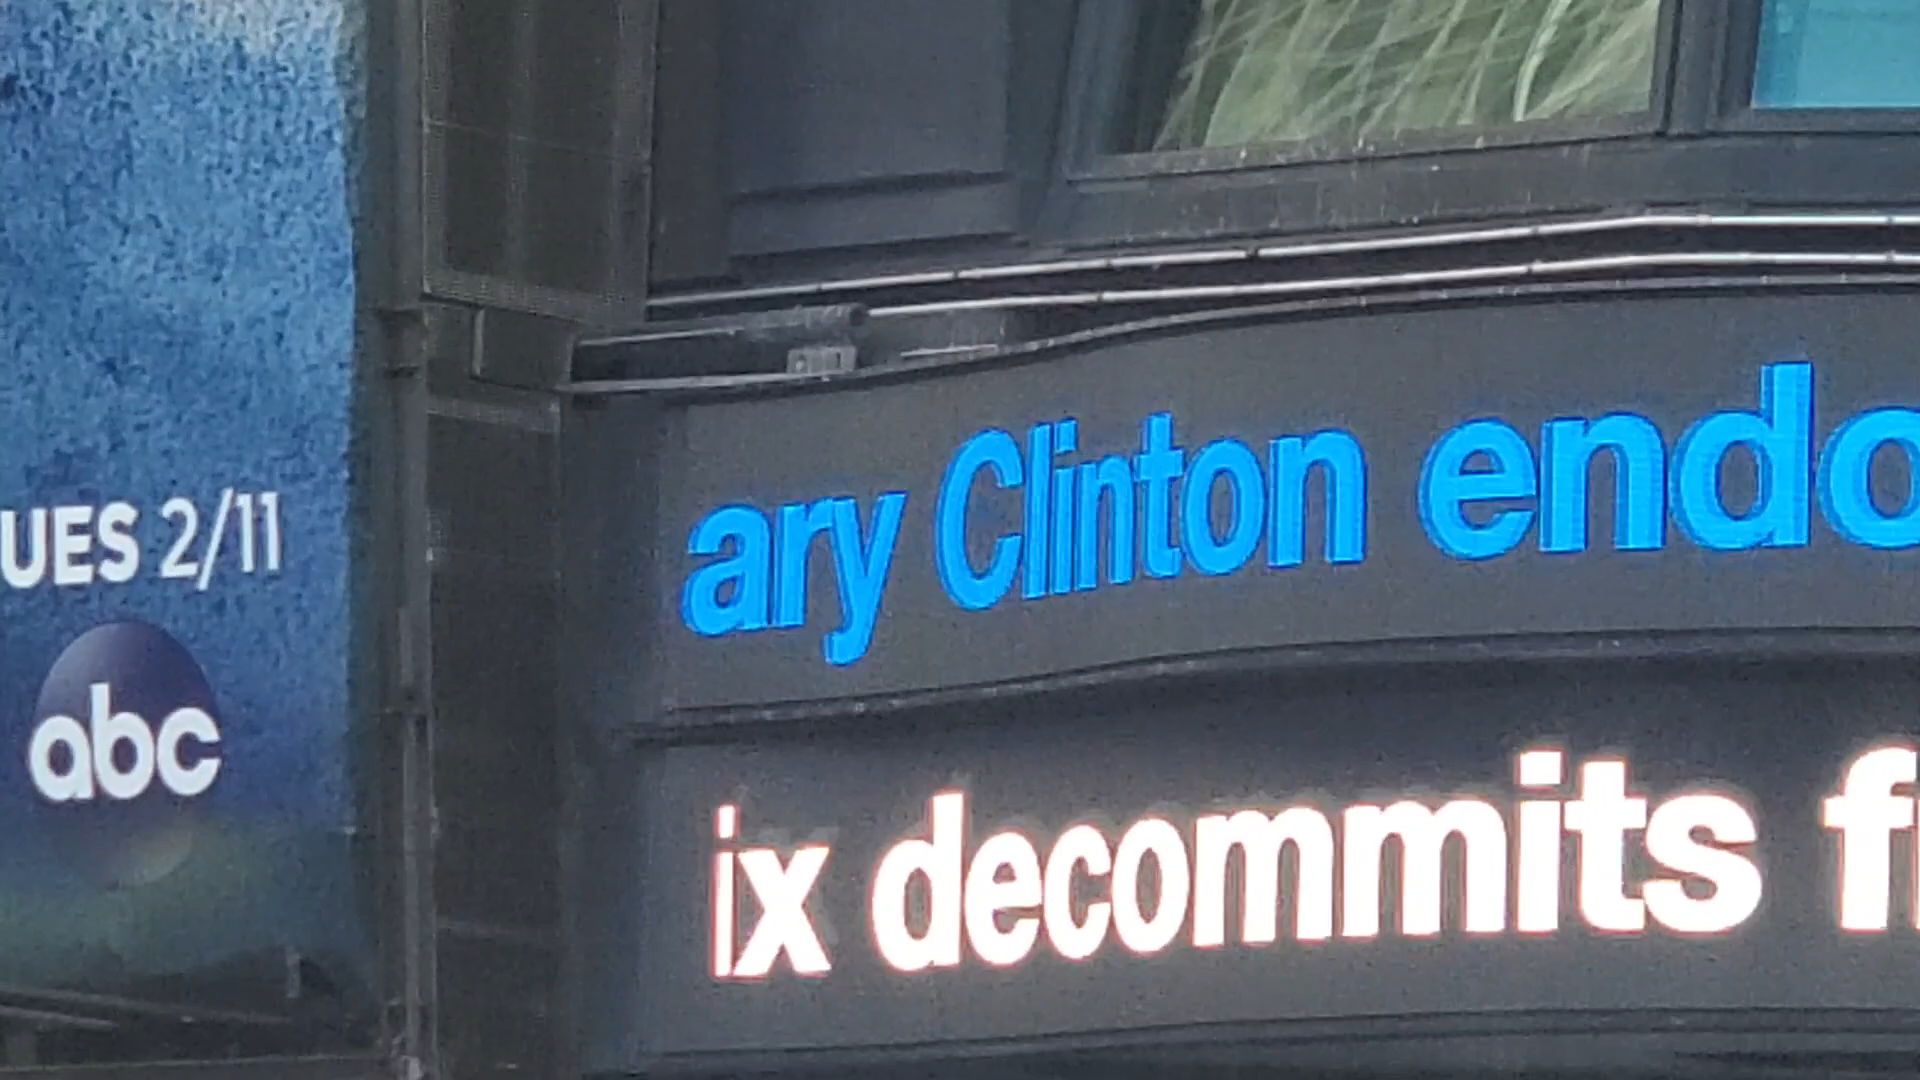 UES 2/11
abc
ary Clinton endo
ix decommits f